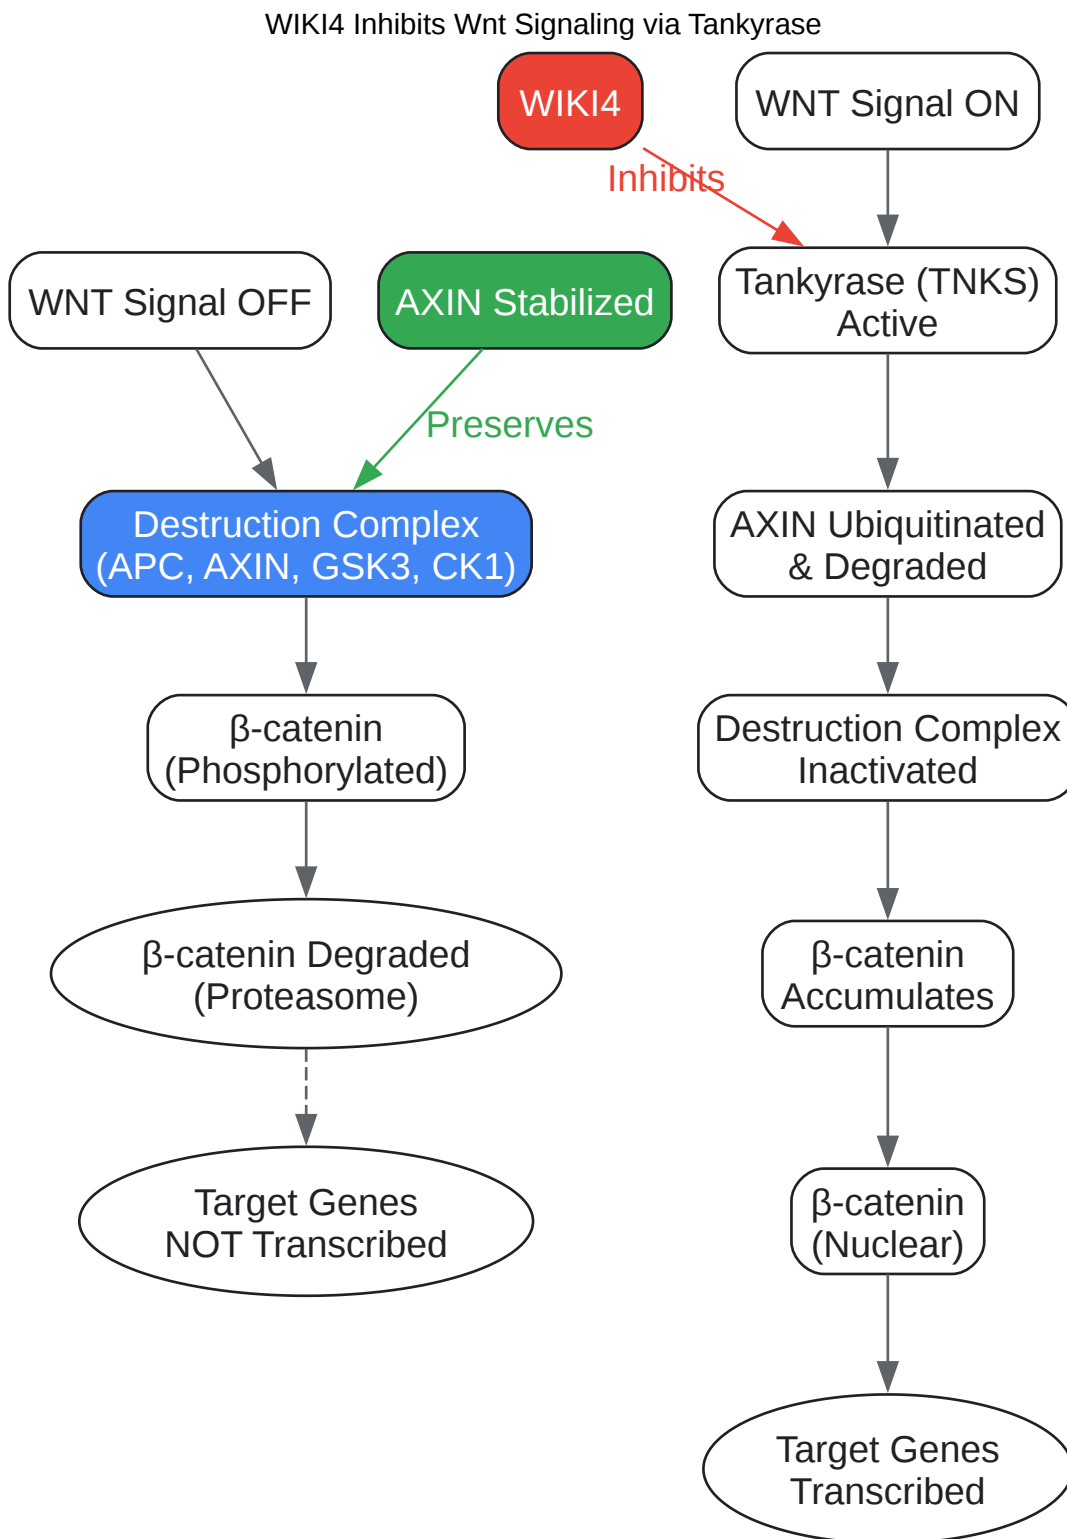 WIKI4 Inhibits Wnt Signaling via Tankyrase
WIKI4
WNT Signal ON
Inhibits
WNT Signal OFF
AXIN Stabilized
Tankyrase (TNKS)
Active
Preserves
Destruction Complex
(APC, AXIN, GSK3, CK1)
AXIN Ubiquitinated
& Degraded
β-catenin
(Phosphorylated)
Destruction Complex
Inactivated
β-catenin Degraded
(Proteasome)
β-catenin
Accumulates
Target Genes
NOT Transcribed
β-catenin
(Nuclear)
Target Genes
Transcribed